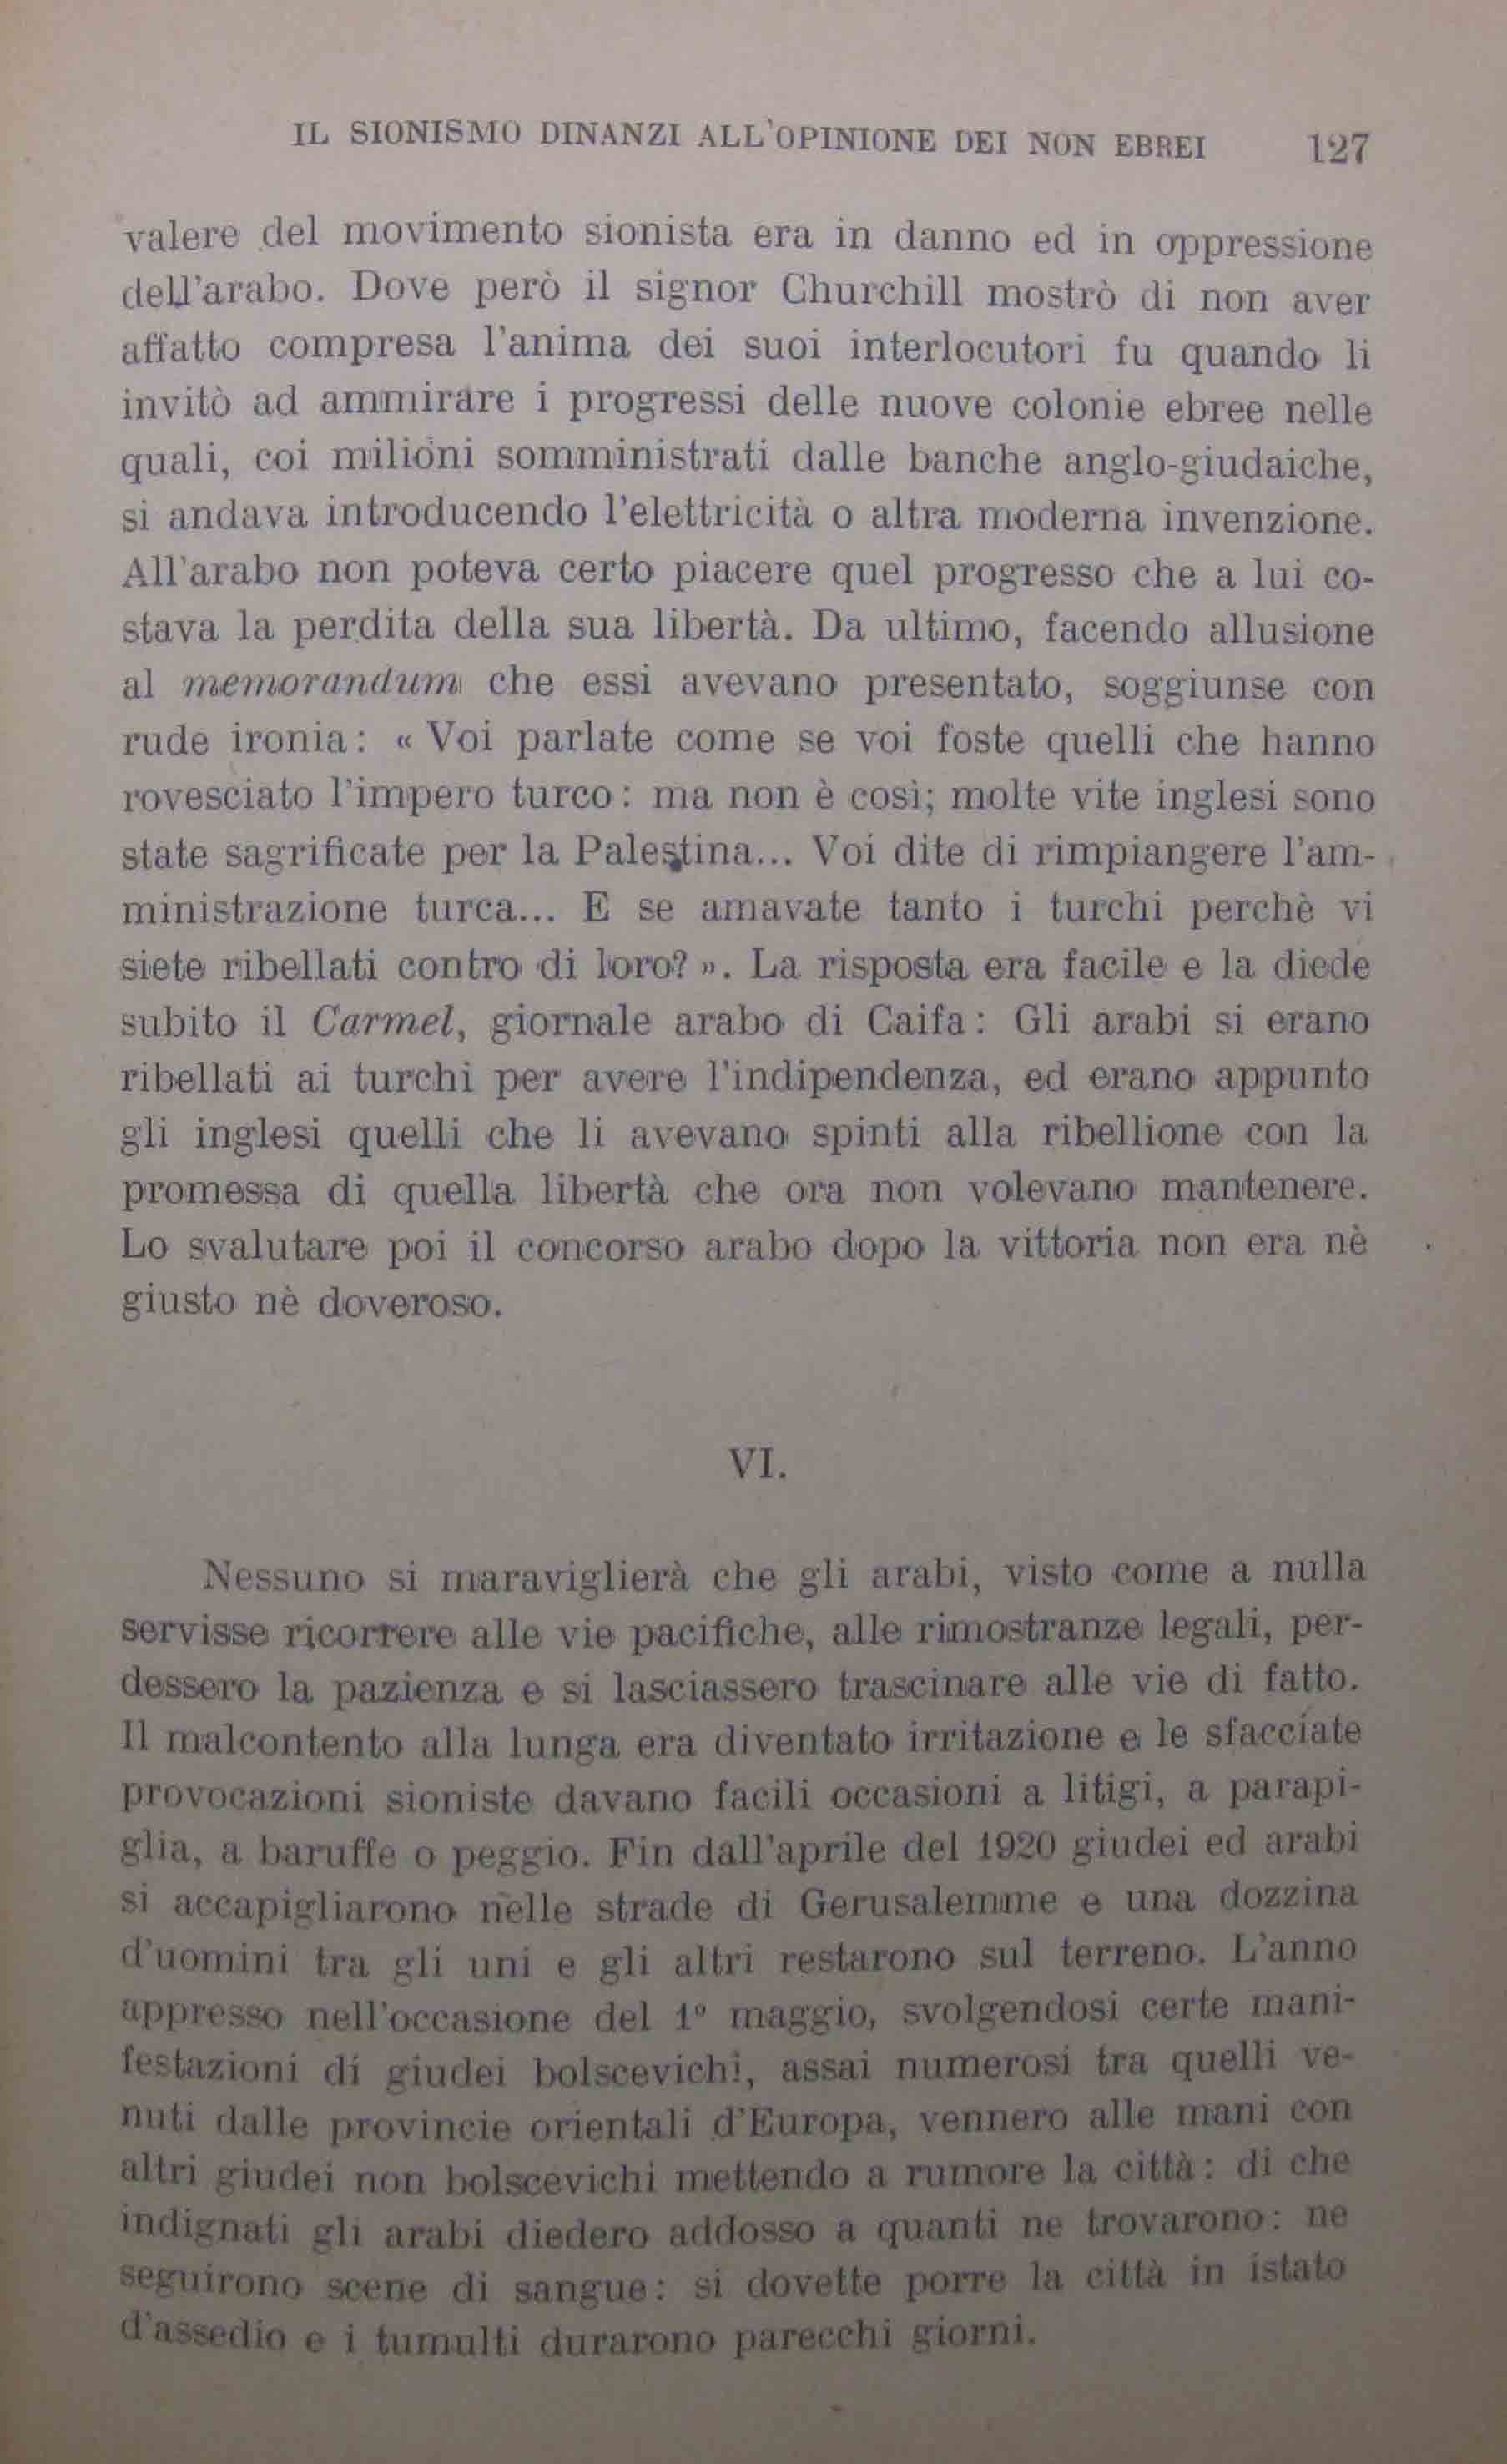 IL SIONISMO DINANZI ALL'OPINIONE DEI NON EBREI 127
valere del movimento sionista era in danno ed in oppressione
dell'arabo. Dove però il signor Churchill mostrò di non aver
affatto compresa l'anima dei suoi interlocutori fu quando li
invitò ad ammirare i progressi delle nuove colonie ebree nelle
quali, coi milioni somministrati dalle banche anglo-giudaiche,
si andava introducendo l'elettricità o altra moderna invenzione.
All'arabo non poteva certo piacere quel progresso che a lui co-
stava la perdita della sua libertà. Da ultimo, facendo allusione
al memorandum che essi avevano presentato, soggiunse con
rude ironia: « Voi parlate come se voi foste quelli che hanno
rovesciato l'impero turco: ma non è così; molte vite inglesi sono
state sagrificate per la Palestina... Voi dite di rimpiangere l'am-
ministrazione turca... E se amavate tanto i turchi perchè vi
siete ribellati contro di loro? ». La risposta era facile e la diede
subito il Carmel, giornale arabo di Caifa: Gli arabi si erano
ribellati ai turchi per avere l'indipendenza, ed erano appunto
gli inglesi quelli che li avevano spinti alla ribellione con la
promessa di quella libertà che ora non volevano mantenere.
Lo svalutare poi il concorso arabo dopo la vittoria non era nè
giusto nè doveroso.
VI.
Nessuno si maraviglierà che gli arabi, visto come a nulla
servisse ricorrere alle vie pacifiche, alle rimostranze legali, per-
dessero la pazienza e si lasciassero trascinare alle vie di fatto.
Il malcontento alla lunga era diventato irritazione e le sfacciate
provocazioni sioniste davano facili occasioni a litigi, a parapi-
glia, a baruffe o peggio. Fin dall'aprile del 1920 giudei ed arabi
si accapigliarono nelle strade di Gerusalemme e una dozzina
d'uomini tra gli uni e gli altri restarono sul terreno. L'anno
appresso nell'occasione del 1° maggio, svolgendosi certe mani-
festazioni di giudei bolscevichi, assai numerosi tra quelli ve-
nuti dalle provincie orientali d'Europa, vennero alle mani con
altri giudei non bolscevichi mettendo a rumore la città: di che
indignati gli arabi diedero addosso a quanti ne trovarono: ne
seguirono scene di sangue: si dovette porre la città in istato
d'assedio e i tumulti durarono parecchi giorni.